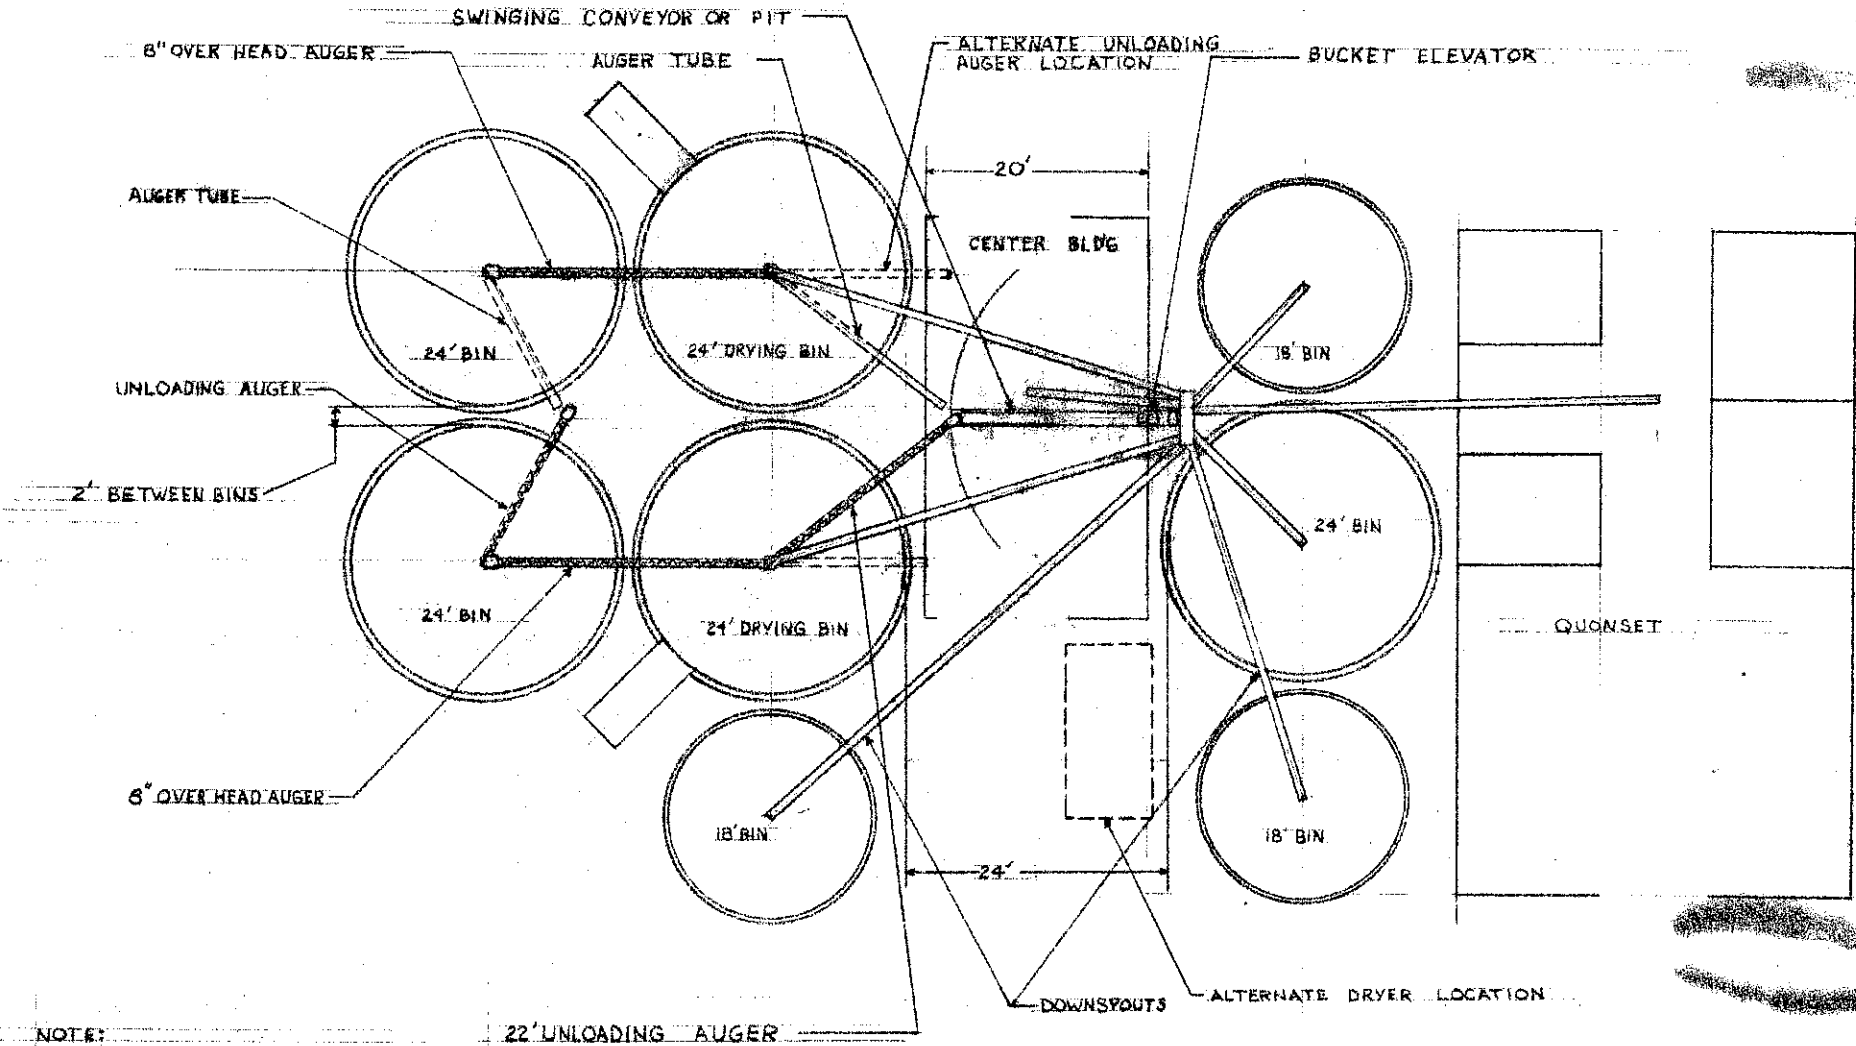 SWINGING CONVEYOR OR PIT
8" OVER HEAD AUGER
AUGER TUBE
ALTERNATE UNLOADING
AUGER LOCATION
BUCKET ELEVATOR
20'
AUGER TUBE
CENTER BLDG
24' BIN
24' DRYING BIN
18' BIN
UNLOADING AUGER
2' BETWEEN BINS
24' BIN
24' BIN
24' DRYING BIN
QUONSET
8" OVER HEAD AUGER
18' BIN
18' BIN
24'
DOWNSPOUTS
ALTERNATE DRYER LOCATION
NOTE:
22' UNLOADING AUGER